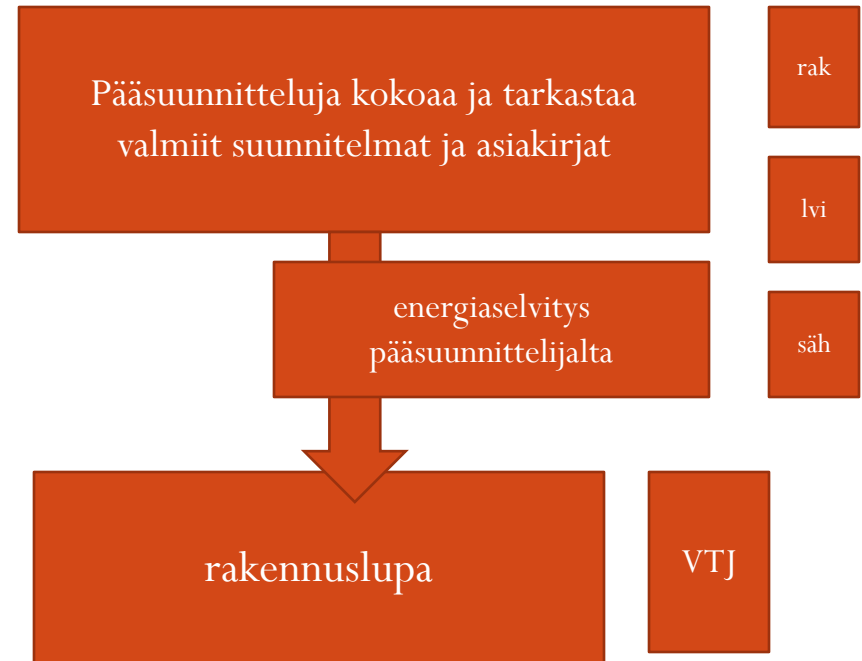 Pääsuunnitteluja kokoaa ja tarkastaa
valmiit suunnitelmat ja asiakirjat
rak
lvi
energiaselvitys
pääsuunnittelijalta
säh
rakennuslupa
VTJ